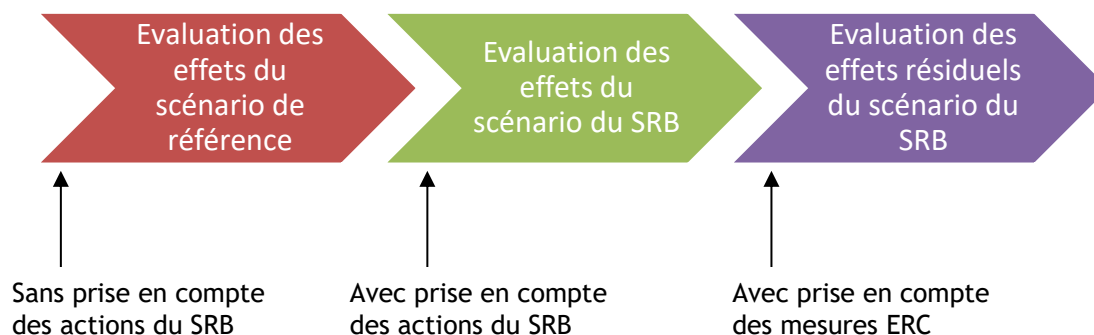 Evaluation des
effets du
scénario de
référence
Evaluation des
effets du
scénario du SRB
Evaluation des
effets résiduels
du scénario du
SRB
Sans prise en compte
des actions du SRB
Avec prise en compte
des actions du SRB
Avec prise en compte
des mesures ERC